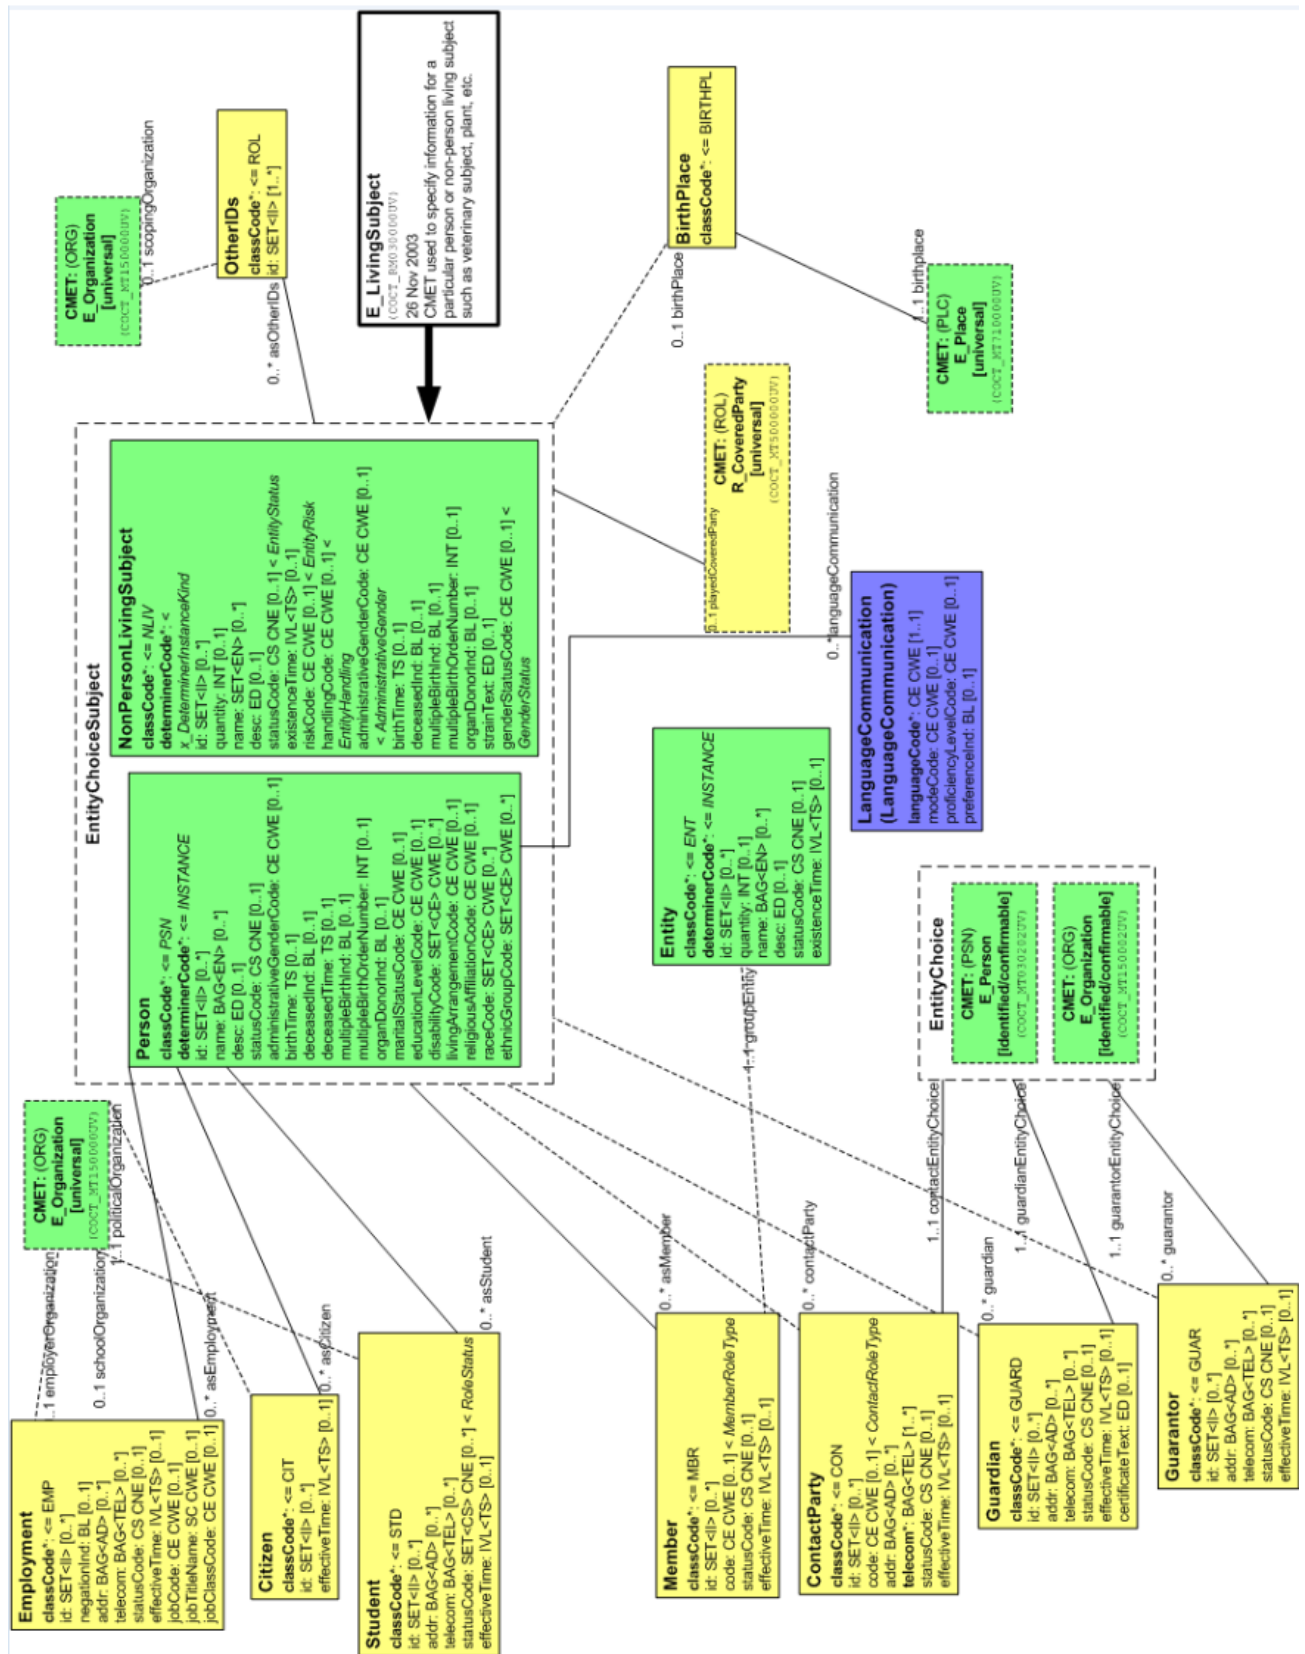 CMET: (ORG)
E_Organization
[universal]
(COCT_MT150000UV)
0..1 scopingOrganization
OtherIDs
classCode*: <= ROL
id: SET<II> [1..*]
0..* asOtherIDs
E_LivingSubject
(COCT_RM030000UV)
26 Nov 2003
CMET used to specify information for a
particular person or non-person living subject
such as veterinary subject, plant, etc.
BirthPlace
classCode*: <= BIRTHPL
0..1 birthPlace
1..1 birthplace
CMET: (PLC)
E_Place
[universal]
(COCT_MT710000UV)
EntityChoiceSubject
NonPersonLivingSubject
classCode*: <= NLIV
determinerCode*: <
x_DeterminerInstanceKind
id: SET<II> [0..*]
quantity: INT [0..1]
name: SET<EN> [0..*]
desc: ED [0..1]
statusCode: CS CNE [0..1] < EntityStatus
existenceTime: IVL<TS> [0..1]
riskCode: CE CWE [0..1] < EntityRisk
handlingCode: CE CWE [0..1] <
EntityHandling
administrativeGenderCode: CE CWE [0..1]
< AdministrativeGender
birthTime: TS [0..1]
deceasedInd: BL [0..1]
multipleBirthInd: BL [0..1]
multipleBirthOrderNumber: INT [0..1]
organDonorInd: BL [0..1]
strainText: ED [0..1]
genderStatusCode: CE CWE [0..1] <
GenderStatus
Person
classCode*: <= PSN
determinerCode*: <= INSTANCE
id: SET<II> [0..*]
name: BAG<EN> [0..*]
desc: ED [0..1]
statusCode: CS CNE [0..1]
administrativeGenderCode: CE CWE [0..1]
birthTime: TS [0..1]
deceasedInd: BL [0..1]
deceasedTime: TS [0..1]
multipleBirthInd: BL [0..1]
multipleBirthOrderNumber: INT [0..1]
organDonorInd: BL [0..1]
maritalStatusCode: CE CWE [0..1]
educationLevelCode: CE CWE [0..1]
disabilityCode: SET<CE> CWE [0..*]
livingArrangementCode: CE CWE [0..1]
religiousAffiliationCode: CE CWE [0..1]
raceCode: SET<CE> CWE [0..*]
ethnicGroupCode: SET<CE> CWE [0..*]
0..1 playedCoveredParty
CMET: (ROL)
R_CoveredParty
[universal]
(COCT_MT500000UV)
0..* languageCommunication
LanguageCommunication
(LanguageCommunication)
languageCode*: CE CWE [1..1]
modeCode: CE CWE [0..1]
proficiencyLevelCode: CE CWE [0..1]
preferenceInd: BL [0..1]
Entity
classCode*: <= ENT
determinerCode*: <= INSTANCE
id: SET<II> [0..*]
quantity: INT [0..1]
name: BAG<EN> [0..*]
desc: ED [0..1]
statusCode: CS CNE [0..1]
existenceTime: IVL<TS> [0..1]
1..1 groupEntity
EntityChoice
CMET: (PSN)
E_Person
[identified/confirmable]
(COCT_MT030202UV)
CMET: (ORG)
E_Organization
[identified/confirmable]
(COCT_MT150002UV)
1..1 contactEntityChoice
1..1 guardianEntityChoice
1..1 guarantorEntityChoice
CMET: (ORG)
E_Organization
[universal]
(COCT_MT150000UV)
1..1 politicalOrganization
0..1 employerOrganization
0..1 schoolOrganization
0..* asEmployment
0..* asCitizen
0..* asStudent
0..* asMember
0..* contactParty
0..* guardian
0..* guarantor
Employment
classCode*: <= EMP
id: SET<II> [0..*]
negationInd: BL [0..1]
addr: BAG<AD> [0..*]
telecom: BAG<TEL> [0..*]
statusCode: CS CNE [0..1]
effectiveTime: IVL<TS> [0..1]
jobCode: CE CWE [0..1]
jobTitleName: SC CWE [0..1]
jobClassCode: CE CWE [0..1]
Citizen
classCode*: <= CIT
id: SET<II> [0..*]
effectiveTime: IVL<TS> [0..1]
Student
classCode*: <= STD
id: SET<II> [0..*]
addr: BAG<AD> [0..*]
telecom: BAG<TEL> [0..*]
statusCode: SET<CS> CNE [0..*] < RoleStatus
effectiveTime: IVL<TS> [0..1]
Member
classCode*: <= MBR
id: SET<II> [0..*]
code: CE CWE [0..1] < MemberRoleType
statusCode: CS CNE [0..1]
effectiveTime: IVL<TS> [0..1]
ContactParty
classCode*: <= CON
id: SET<II> [0..*]
code: CE CWE [0..1] < ContactRoleType
addr: BAG<AD> [0..*]
telecom*: BAG<TEL> [1..*]
statusCode: CS CNE [0..1]
effectiveTime: IVL<TS> [0..1]
Guardian
classCode*: <= GUARD
id: SET<II> [0..*]
addr: BAG<AD> [0..*]
telecom: BAG<TEL> [0..*]
statusCode: CS CNE [0..1]
effectiveTime: IVL<TS> [0..1]
certificateText: ED [0..1]
Guarantor
classCode*: <= GUAR
id: SET<II> [0..*]
addr: BAG<AD> [0..*]
telecom: BAG<TEL> [0..*]
statusCode: CS CNE [0..1]
effectiveTime: IVL<TS> [0..1]